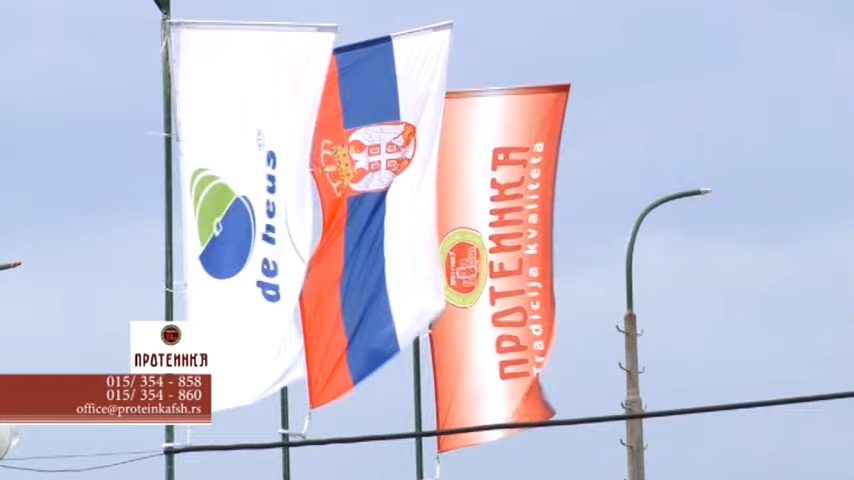 de heus
ПРОТЕИНКА
Tradicija kvaliteta
ПРОТЕИНКА
015/ 354 - 858
015/ 354 - 860
office@proteinkafsh.rs